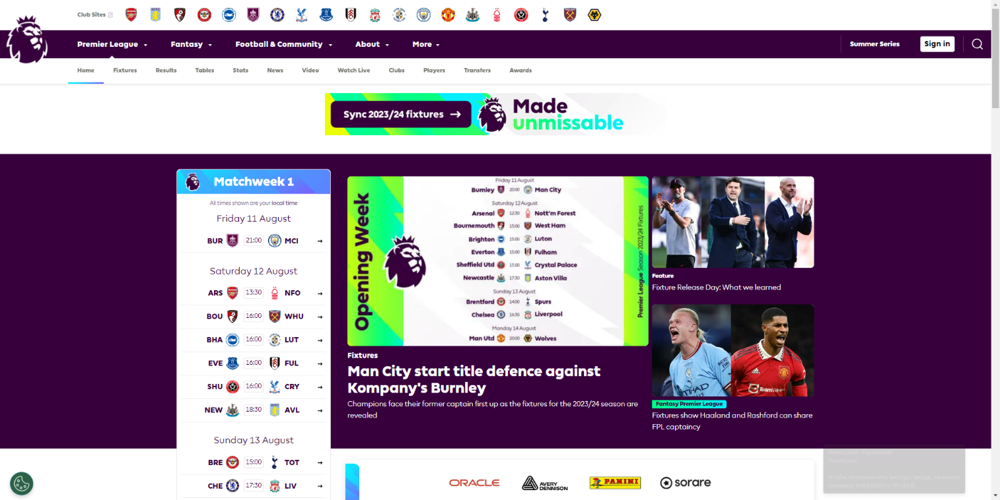 Club Sites
Premier League
Fantasy
Football & Community
About
More
Summer Series
Sign in
Home
Fixtures
Results
Tables
Stats
News
Video
Watch Live
Clubs
Players
Transfers
Awards
Sync 2023/24 fixtures →
Made
unmissable
Matchweek 1
All times shown are your local time
Friday 11 August
BUR 21:00 MCI →
Saturday 12 August
ARS 13:30 NFO →
BOU 16:00 WHU →
BHA 16:00 LUT →
EVE 16:00 FUL →
SHU 16:00 CRY →
NEW 18:30 AVL →
Sunday 13 August
BRE 15:00 TOT →
CHE 17:30 LIV →
Opening Week
Friday 11 August
Burnley 20:00 Man City
Saturday 12 August
Arsenal 12:30 Nott'm Forest
Bournemouth 15:00 West Ham
Brighton 15:00 Luton
Everton 15:00 Fulham
Sheffield Utd 15:00 Crystal Palace
Newcastle 17:30 Aston Villa
Sunday 13 August
Brentford 14:00 Spurs
Chelsea 16:30 Liverpool
Monday 14 August
Man Utd 20:00 Wolves
Premier League Season 2023/24 Fixtures
Fixtures
Man City start title defence against
Kompany's Burnley
Champions face their former captain first up as the fixtures for the 2023/24 season are
revealed
Feature
Fixture Release Day: What we learned
TeamViewer
Fantasy Premier League
Fixtures show Haaland and Rashford can share
FPL captaincy
ORACLE
AVERY
DENNISON
PANINI
sorare